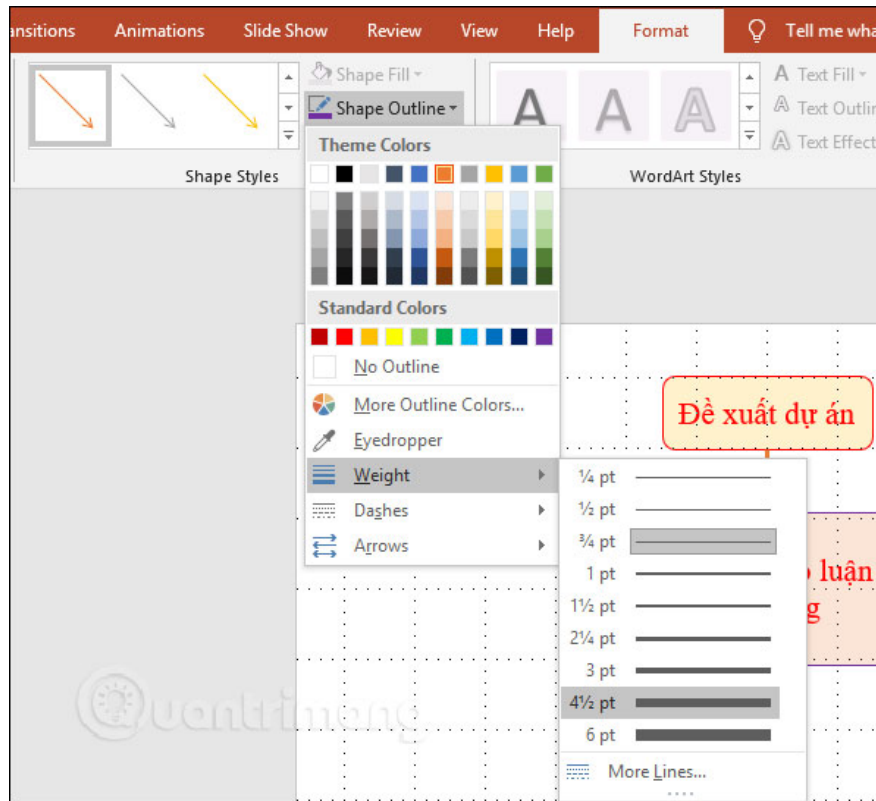 ansitions Animations Slide Show Review View Help Format Tell me wha
Shape Fill
Shape Outline
A A A
A Text Fill
A Text Outlin
A Text Effect
Shape Styles
WordArt Styles
Theme Colors
Standard Colors
No Outline
More Outline Colors...
Eyedropper
Weight
Dashes
Arrows
Đề xuất dự án
luận
g
¼ pt
½ pt
¾ pt
1 pt
1½ pt
2¼ pt
3 pt
4½ pt
6 pt
More Lines...
Quantrimang